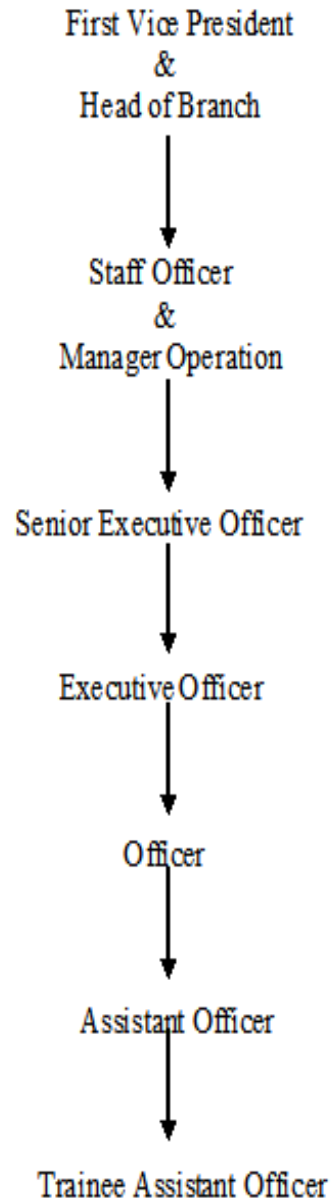 First Vice President
&
Head of Branch
Staff Officer
&
Manager Operation
Senior Executive Officer
Executive Officer
Officer
Assistant Officer
Trainee Assistant Officer